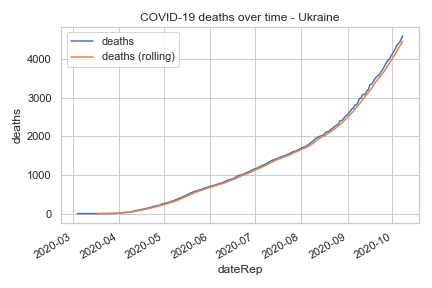 COVID-19 deaths over time - Ukraine
deaths
deaths (rolling)
deaths
4000
3000
2000
1000
0
2020-03
2020-04
2020-05
2020-06
2020-07
2020-08
2020-09
2020-10
dateRep